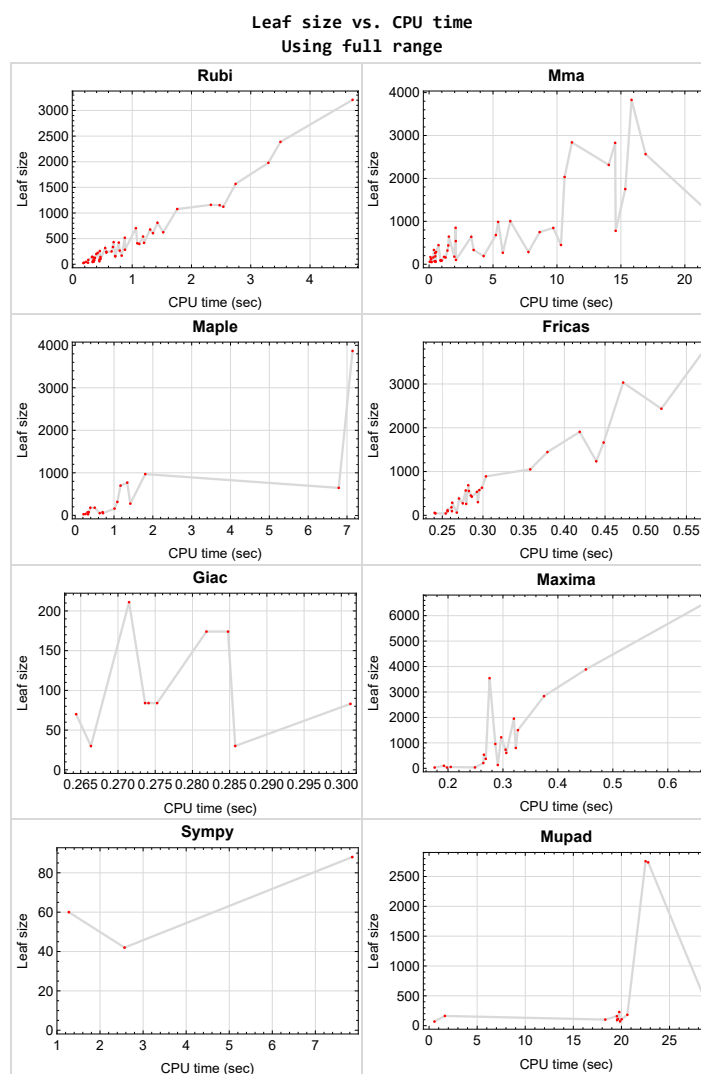 Leaf size vs. CPU time
Using full range
Rubi
Leaf size
3000
2500
2000
1500
1000
500
0
0 1 2 3 4
CPU time (sec)
Mma
Leaf size
4000
3000
2000
1000
0
0 5 10 15 20
CPU time (sec)
Maple
Leaf size
4000
3000
2000
1000
0
0 1 2 3 4 5 6 7
CPU time (sec)
Fricas
Leaf size
3000
2000
1000
0
0.25 0.30 0.35 0.40 0.45 0.50 0.55
CPU time (sec)
Giac
Leaf size
200
150
100
50
0
0.265 0.270 0.275 0.280 0.285 0.290 0.295 0.300
CPU time (sec)
Maxima
Leaf size
6000
5000
4000
3000
2000
1000
0
0.2 0.3 0.4 0.5 0.6
CPU time (sec)
Sympy
Leaf size
80
60
40
20
0
1 2 3 4 5 6 7
CPU time (sec)
Mupad
Leaf size
2500
2000
1500
1000
500
0
0 5 10 15 20 25
CPU time (sec)